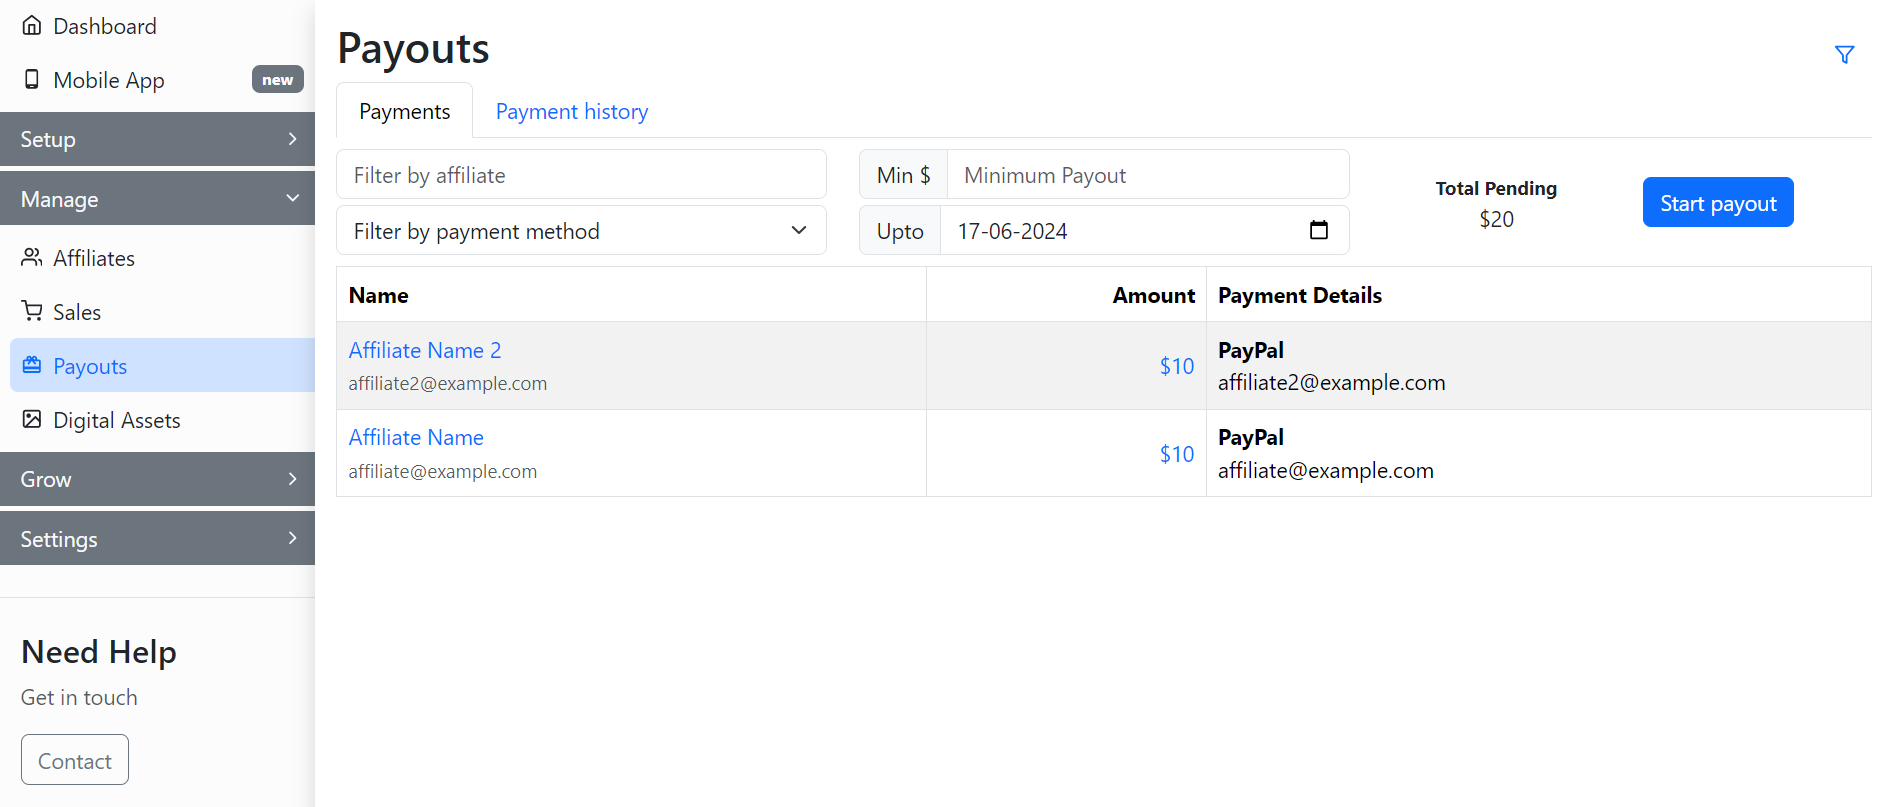 Dashboard
Mobile App new
Setup
Manage
Affiliates
Sales
Payouts
Digital Assets
Grow
Settings
Need Help
Get in touch
Contact
Payouts
Payments Payment history
Filter by affiliate
Filter by payment method
Min $ Minimum Payout
Upto 17-06-2024
Total Pending
$20
Start payout
Name Amount Payment Details
Affiliate Name 2
affiliate2@example.com
$10
PayPal
affiliate2@example.com
Affiliate Name
affiliate@example.com
$10
PayPal
affiliate@example.com